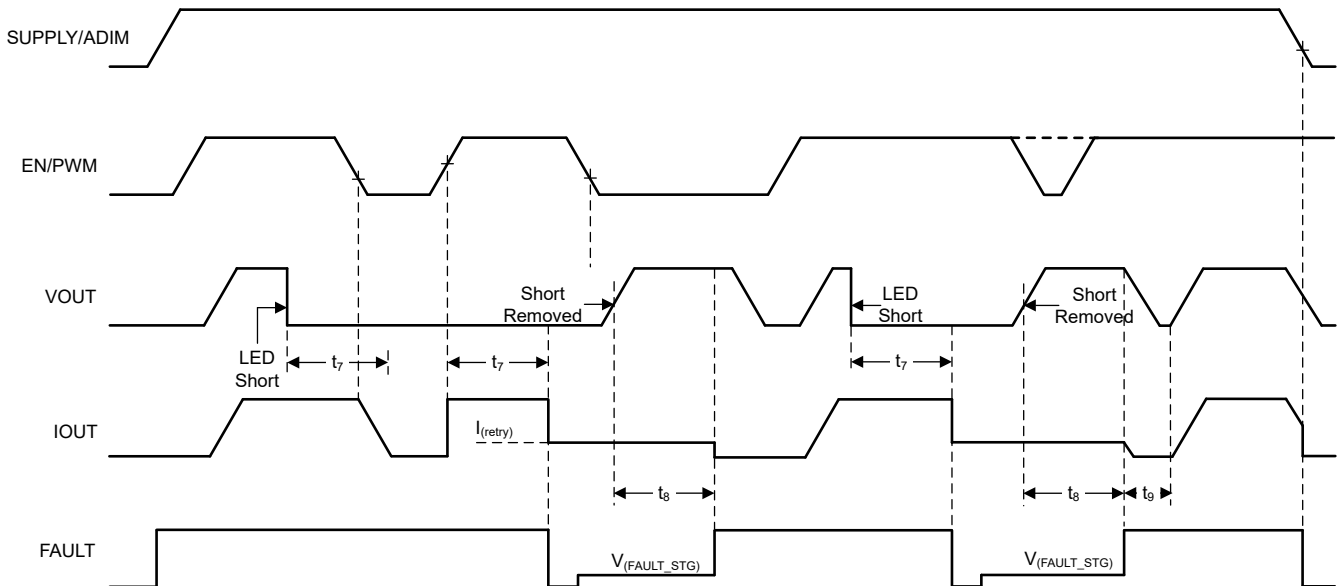 SUPPLY/ADIM
EN/PWM
VOUT
LED
Short
t7
t7
Short
Removed
LED
Short
t7
Short
Removed
IOUT
I(retry)
t8
t8
t9
FAULT
V(FAULT_STG)
V(FAULT_STG)